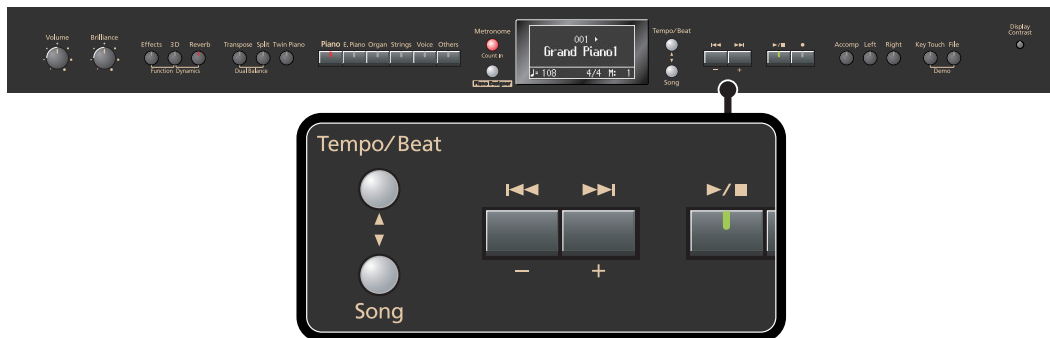 Volume
Brilliance
Effects 3D Reverb
Function Dynamics
Transpose Split Twin Piano
Dual Balance
Piano E. Piano Organ Strings Voice Others
Metronome
Count In
Piano Designer
001
Grand Piano1
♩= 108 4/4 M: 1
Tempo/Beat
Song
− +
Accomp Left Right
Key Touch File
Demo
Display
Contrast
Tempo/Beat
Song
− +